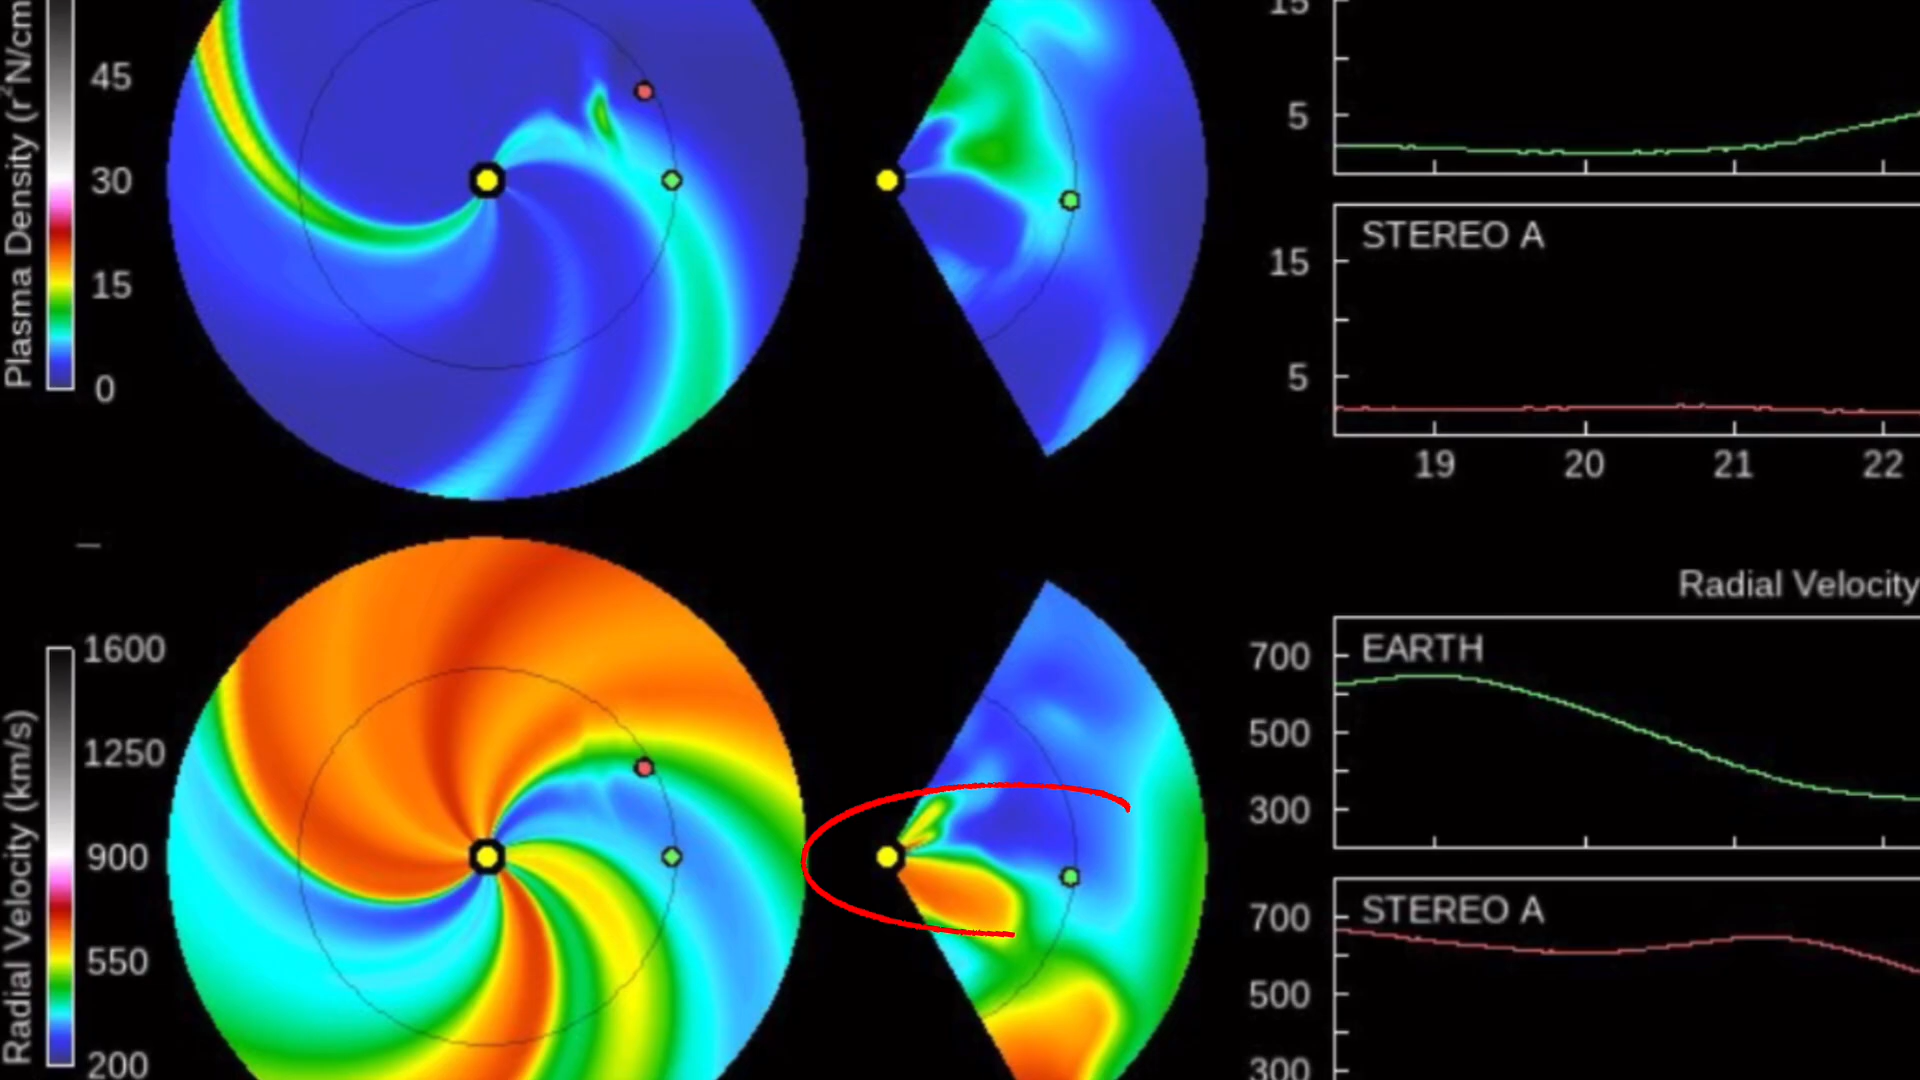 Plasma Density (r²N/cm
45
30
15
0
15
5
STEREO A
15
5
19 20 21 22
Radial Velocity
Radial Velocity (km/s)
1600
1250
900
550
200
EARTH
700
500
300
STEREO A
700
500
300